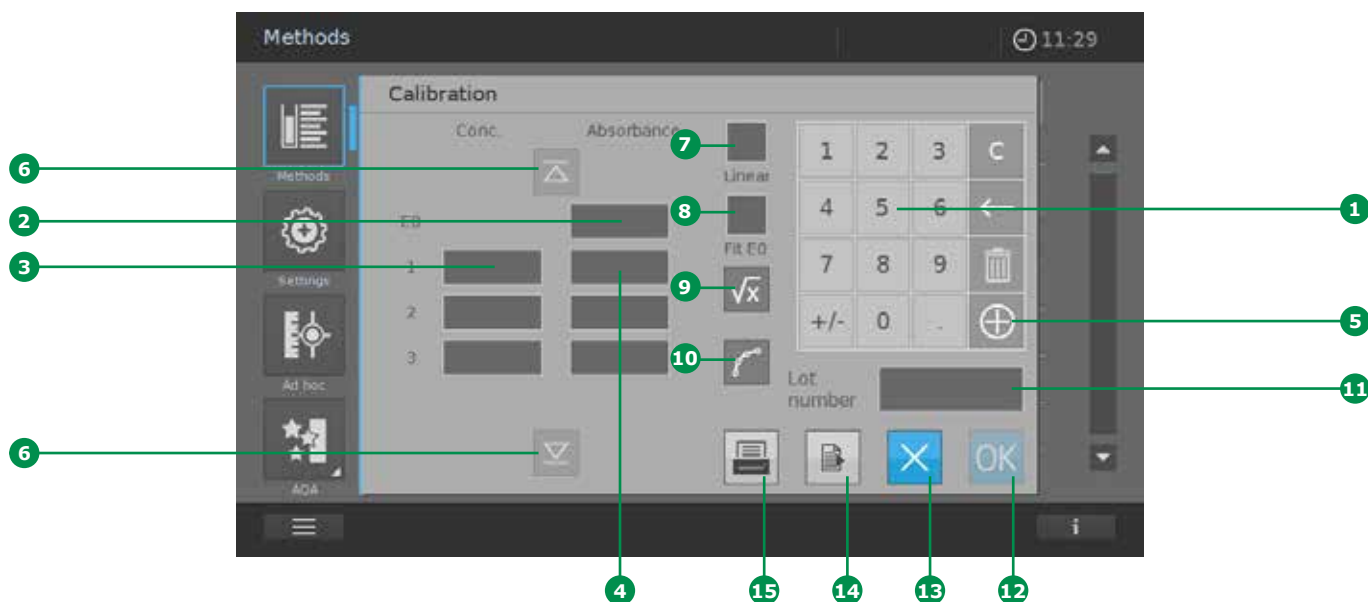 Methods 11:29
Calibration
Conc. Absorbance
7
1 2 3 C
6
Methods
Linear
2
E0
8
4 5 6
1
3
1
Fit E0
7 8 9
Settings
9
√x
2
+/- 0 .
5
3
10
Ad hoc
Lot
number
11
6
OK
AQA
i
4 15 14 13 12